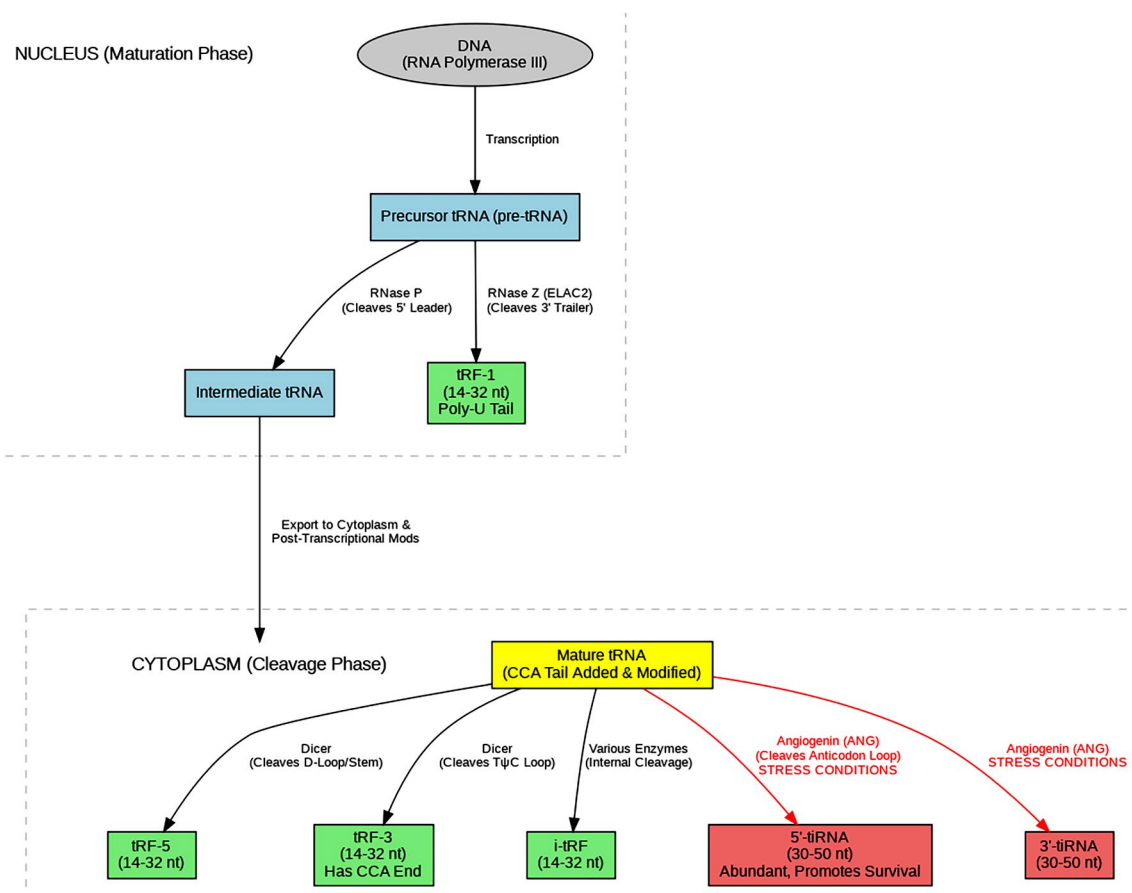 NUCLEUS (Maturation Phase)
DNA
(RNA Polymerase III)
Transcription
Precursor tRNA (pre-tRNA)
RNase P
(Cleaves 5' Leader)
RNase Z (ELAC2)
(Cleaves 3' Trailer)
Intermediate tRNA
tRF-1
(14-32 nt)
Poly-U Tail
Export to Cytoplasm &
Post-Transcriptional Mods
CYTOPLASM (Cleavage Phase)
Mature tRNA
(CCA Tail Added & Modified)
Dicer
(Cleaves D-Loop/Stem)
Dicer
(Cleaves TψC Loop)
Various Enzymes
(Internal Cleavage)
Angiogenin (ANG)
(Cleaves Anticodon Loop)
STRESS CONDITIONS
Angiogenin (ANG)
STRESS CONDITIONS
tRF-5
(14-32 nt)
tRF-3
(14-32 nt)
Has CCA End
i-tRF
(14-32 nt)
5'-tiRNA
(30-50 nt)
Abundant, Promotes Survival
3'-tiRNA
(30-50 nt)